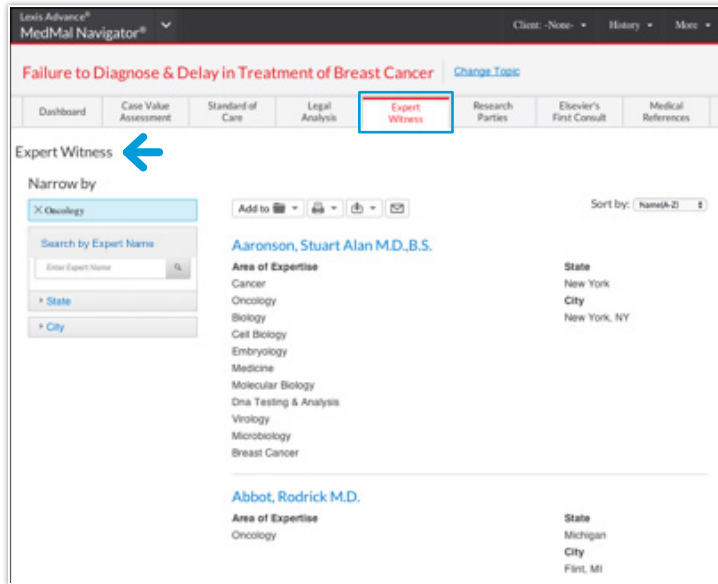 Lexis Advance®
MedMal Navigator®
Client: -None-
History
More
Failure to Diagnose & Delay in Treatment of Breast Cancer
Change Topic
Dashboard
Case Value
Assessment
Standard of
Care
Legal
Analysis
Expert
Witness
Research
Parties
Elsevier's
First Consult
Medical
References
Expert Witness
Narrow by
× Oncology
Search by Expert Name
Enter Expert Name
State
City
Add to
Sort by: Name(A-Z)
Aaronson, Stuart Alan M.D.,B.S.
Area of Expertise
Cancer
Oncology
Biology
Cell Biology
Embryology
Medicine
Molecular Biology
Dna Testing & Analysis
Virology
Microbiology
Breast Cancer
State
New York
City
New York, NY
Abbot, Rodrick M.D.
Area of Expertise
Oncology
State
Michigan
City
Flint, MI